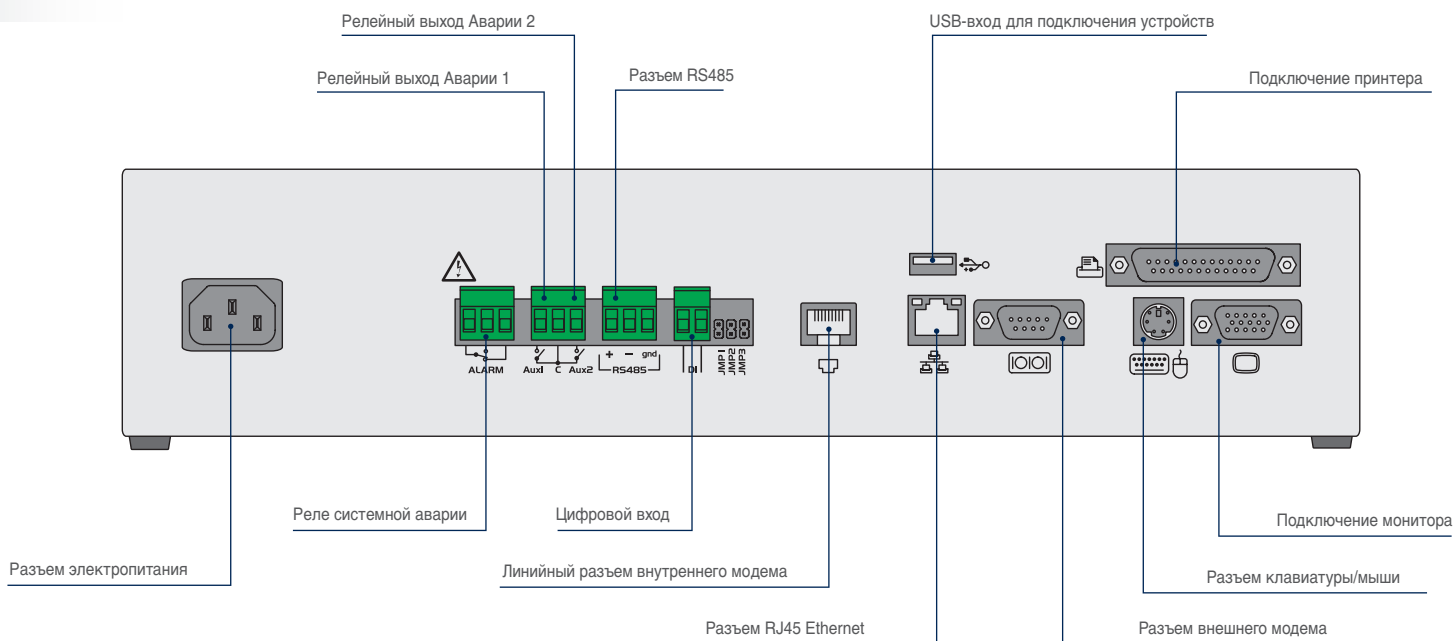 Релейный выход Аварии 2
USB-вход для подключения устройств
Релейный выход Аварии 1
Разъем RS485
Подключение принтера
ALARM
Aux1 C Aux2
+ − gnd
RS485
DI
JMP1
JMP2
JMP3
IOIOI
Реле системной аварии
Цифровой вход
Подключение монитора
Разъем электропитания
Линейный разъем внутреннего модема
Разъем клавиатуры/мыши
Разъем RJ45 Ethernet
Разъем внешнего модема